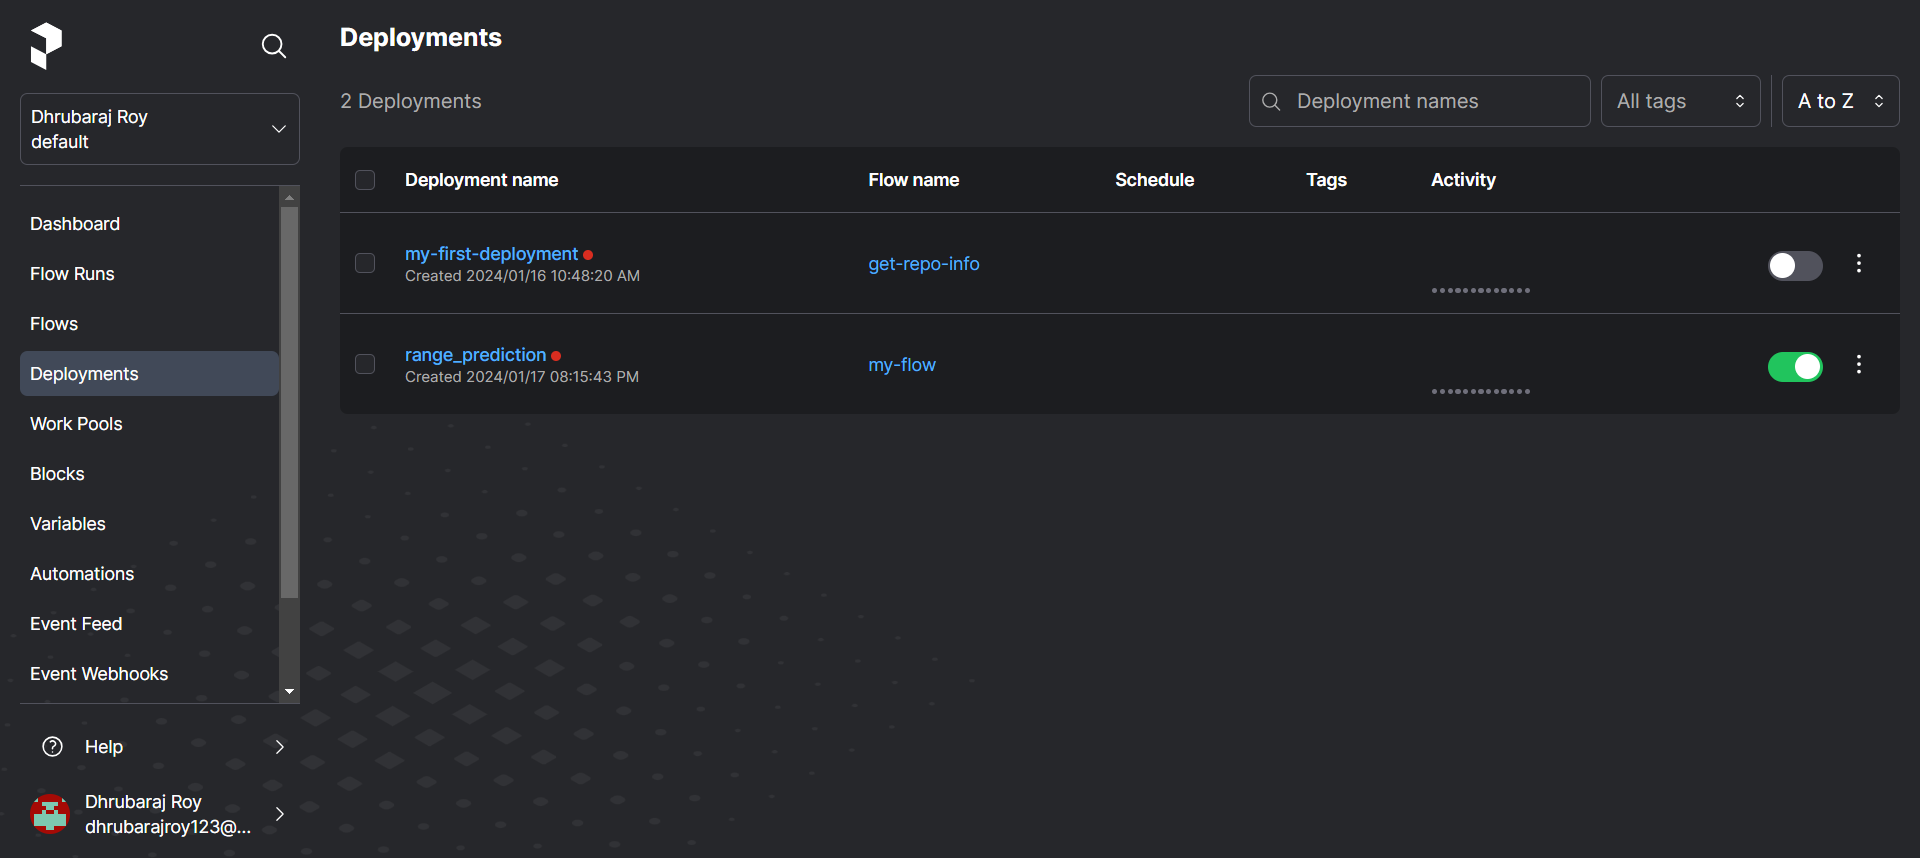 Dhrubaraj Roy
default
Dashboard
Flow Runs
Flows
Deployments
Work Pools
Blocks
Variables
Automations
Event Feed
Event Webhooks
Help
Dhrubaraj Roy
dhrubarajroy123@...
Deployments
2 Deployments
Deployment names
All tags
A to Z
Deployment name Flow name Schedule Tags Activity
my-first-deployment get-repo-info
Created 2024/01/16 10:48:20 AM
range_prediction my-flow
Created 2024/01/17 08:15:43 PM